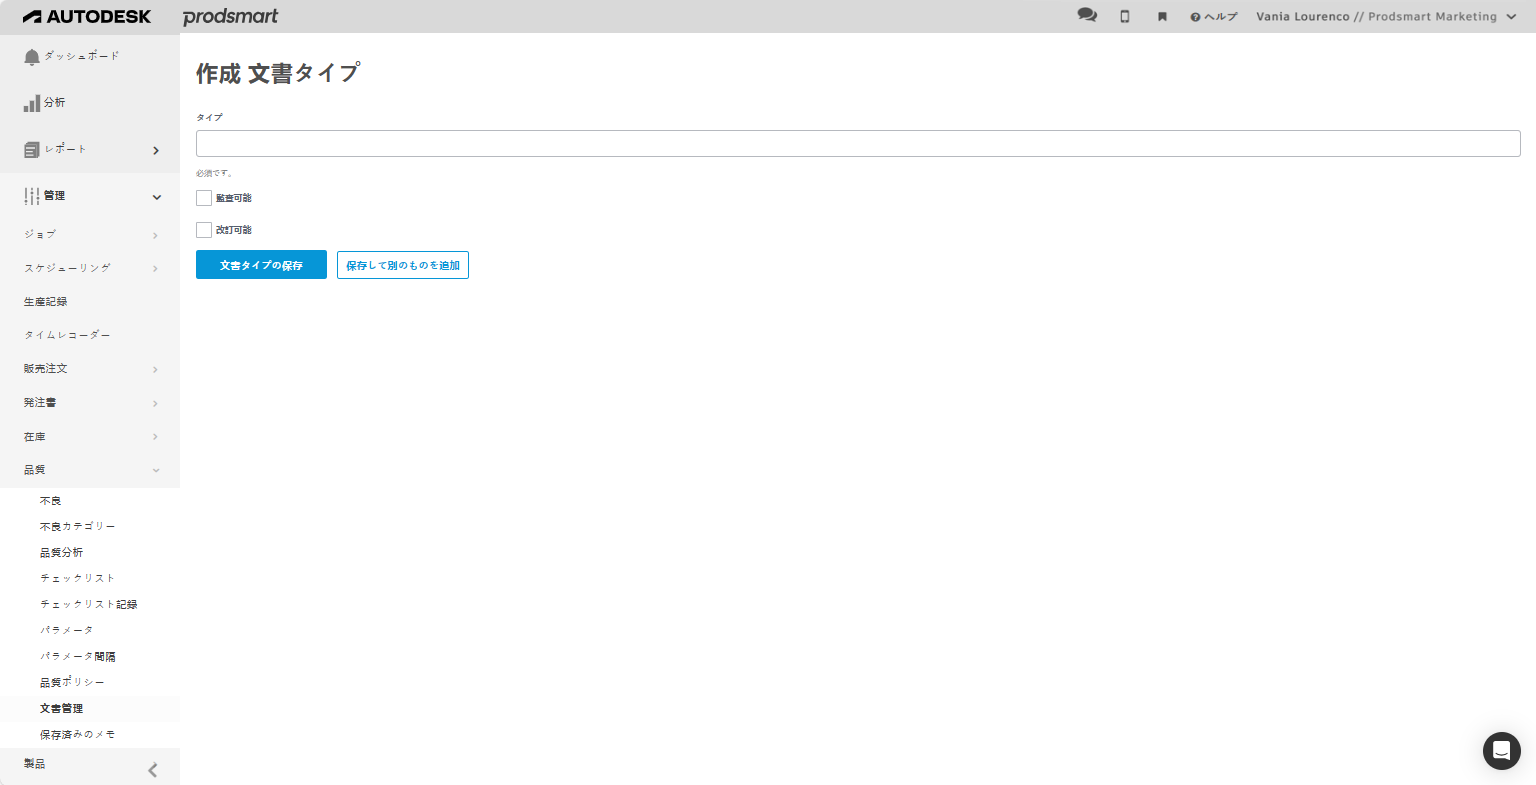 AUTODESK prodsmart
ヘルプ
Vania Lourenco // Prodsmart Marketing
ダッシュボード
分析
レポート
管理
ジョブ
スケジューリング
生産記録
タイムレコーダー
販売注文
発注書
在庫
品質
不良
不良カテゴリー
品質分析
チェックリスト
チェックリスト記録
パラメータ
パラメータ間隔
品質ポリシー
文書管理
保存済みのメモ
製品
作成 文書タイプ
タイプ
必須です。
監査可能
改訂可能
文書タイプの保存
保存して別のものを追加